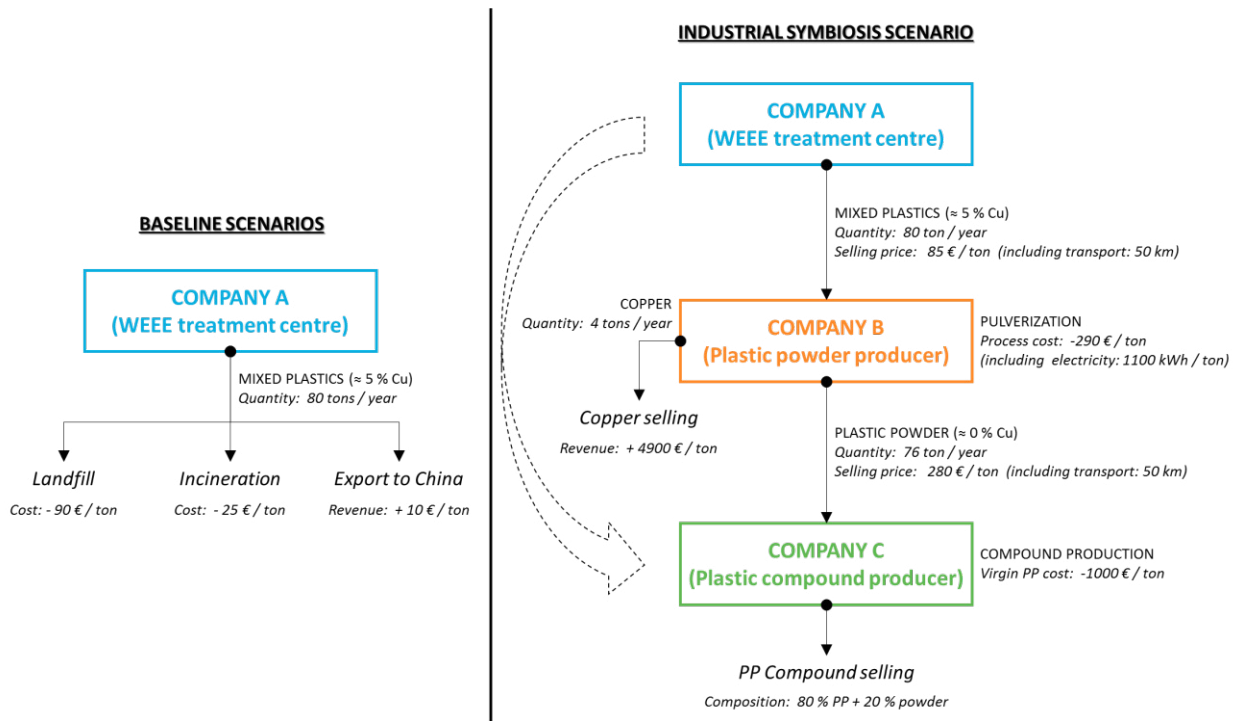 BASELINE SCENARIOS
COMPANY A
(WEEE treatment centre)
MIXED PLASTICS (≈ 5 % Cu)
Quantity:  80 tons / year
Landfill
Cost: - 90 € / ton
Incineration
Cost: - 25 € / ton
Export to China
Revenue: + 10 € / ton
INDUSTRIAL SYMBIOSIS SCENARIO
COMPANY A
(WEEE treatment centre)
MIXED PLASTICS (≈ 5 % Cu)
Quantity:  80 ton / year
Selling price:  85 € / ton  (including transport: 50 km)
COPPER
Quantity:  4 tons / year
COMPANY B
(Plastic powder producer)
PULVERIZATION
Process cost:  -290 € / ton
(including  electricity: 1100 kWh / ton)
Copper selling
Revenue:  + 4900 € / ton
PLASTIC POWDER (≈ 0 % Cu)
Quantity:  76 ton / year
Selling price:  280 € / ton  (including transport: 50 km)
COMPANY C
(Plastic compound producer)
COMPOUND PRODUCTION
Virgin PP cost:  -1000 € / ton
PP Compound selling
Composition:  80 % PP + 20 % powder